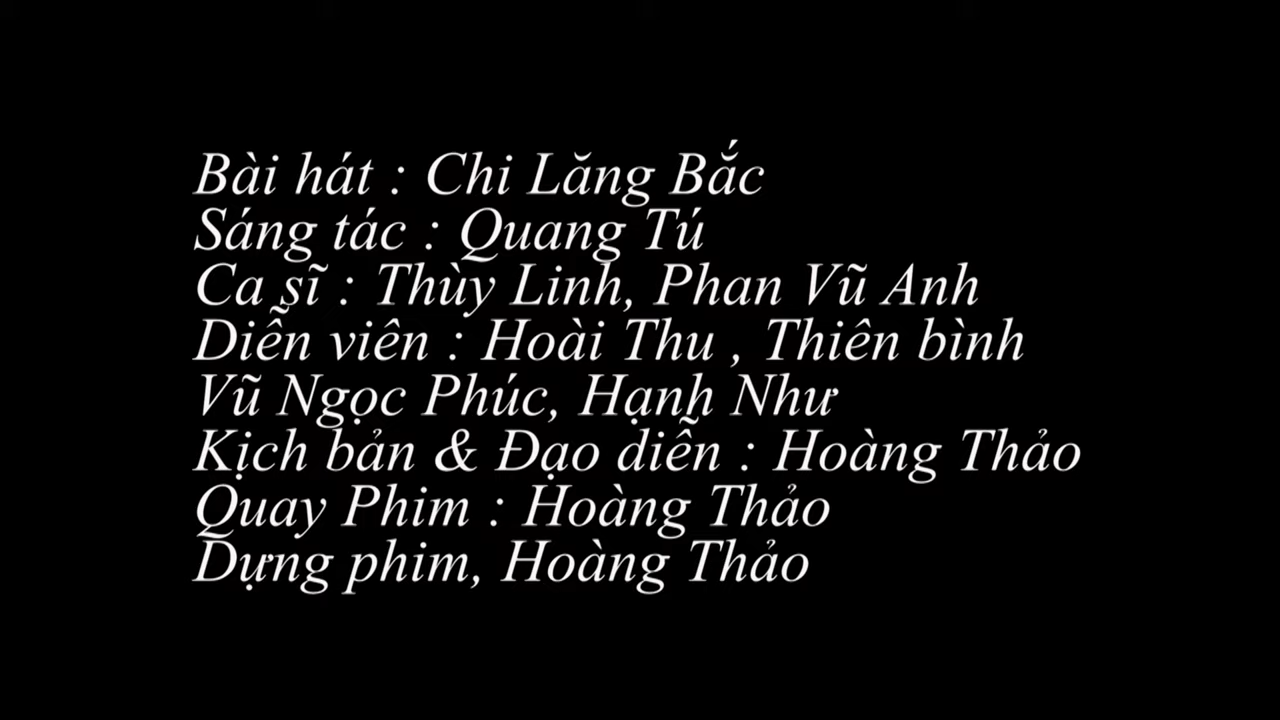 Bài hát : Chi Lăng Bắc
Sáng tác : Quang Tú
Ca sĩ : Thùy Linh, Phan Vũ Anh
Diễn viên : Hoài Thu , Thiên bình
Vũ Ngọc Phúc, Hạnh Như
Kịch bản & Đạo diễn : Hoàng Thảo
Quay Phim : Hoàng Thảo
Dựng phim, Hoàng Thảo